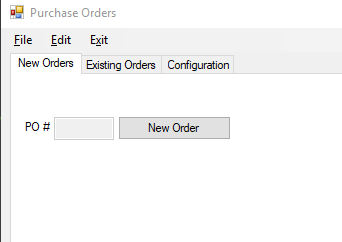 Purchase Orders
File Edit Exit
New Orders Existing Orders Configuration
PO # New Order